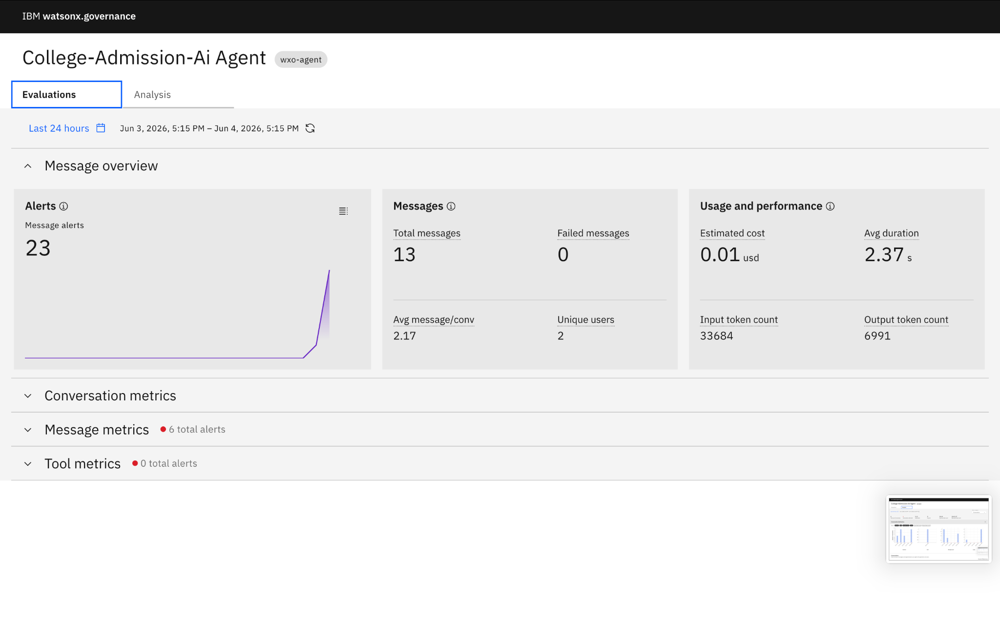 IBM watsonx.governance
College-Admission-Ai Agent wxo-agent
Evaluations Analysis
Last 24 hours Jun 3, 2026, 5:15 PM – Jun 4, 2026, 5:15 PM
Message overview
Alerts
Message alerts
23
Messages
Total messages Failed messages
13 0
Avg message/conv Unique users
2.17 2
Usage and performance
Estimated cost Avg duration
0.01 usd 2.37 s
Input token count Output token count
33684 6991
Conversation metrics
Message metrics 6 total alerts
Tool metrics 0 total alerts
College-Admission-Ai Agent